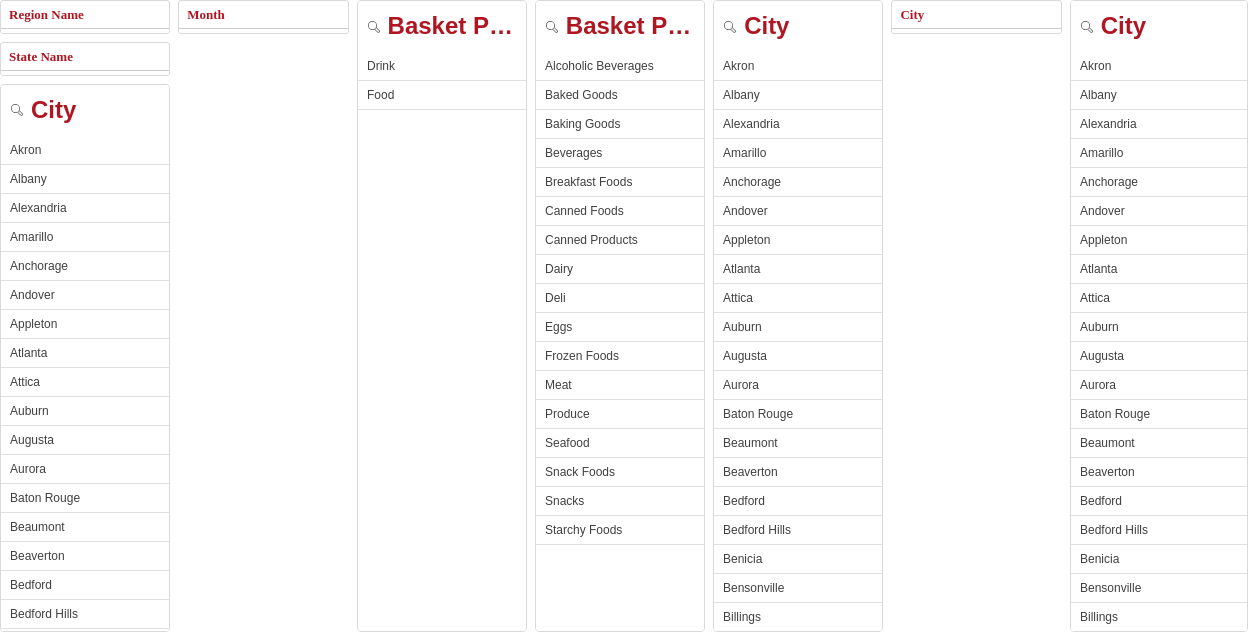 Region Name
State Name
City
Akron
Albany
Alexandria
Amarillo
Anchorage
Andover
Appleton
Atlanta
Attica
Auburn
Augusta
Aurora
Baton Rouge
Beaumont
Beaverton
Bedford
Bedford Hills
Month
Basket P…
Drink
Food
Basket P…
Alcoholic Beverages
Baked Goods
Baking Goods
Beverages
Breakfast Foods
Canned Foods
Canned Products
Dairy
Deli
Eggs
Frozen Foods
Meat
Produce
Seafood
Snack Foods
Snacks
Starchy Foods
City
Akron
Albany
Alexandria
Amarillo
Anchorage
Andover
Appleton
Atlanta
Attica
Auburn
Augusta
Aurora
Baton Rouge
Beaumont
Beaverton
Bedford
Bedford Hills
Benicia
Bensonville
Billings
City
City
Akron
Albany
Alexandria
Amarillo
Anchorage
Andover
Appleton
Atlanta
Attica
Auburn
Augusta
Aurora
Baton Rouge
Beaumont
Beaverton
Bedford
Bedford Hills
Benicia
Bensonville
Billings